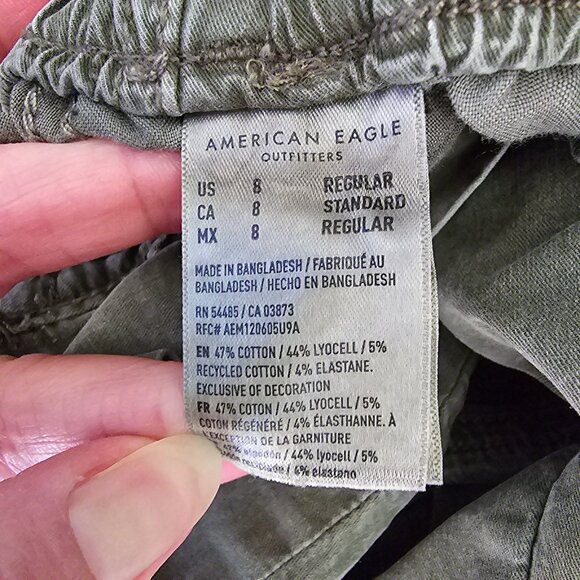 AMERICAN EAGLE
OUTFITTERS
US 8 REGULAR
CA 8 STANDARD
MX 8 REGULAR
MADE IN BANGLADESH / FABRIQUÉ AU
BANGLADESH / HECHO EN BANGLADESH
RN 54485 / CA 03873
RFC# AEM120605U9A
EN 47% COTTON / 44% LYOCELL / 5%
RECYCLED COTTON / 4% ELASTANE.
EXCLUSIVE OF DECORATION
FR 47% COTON / 44% LYOCELL / 5%
COTON RÉGÉNÉRÉ / 4% ÉLASTHANNE. À
L'EXCEPTION DE LA GARNITURE
47% algodón / 44% lyocell / 5%
reciclado / 4% elastano